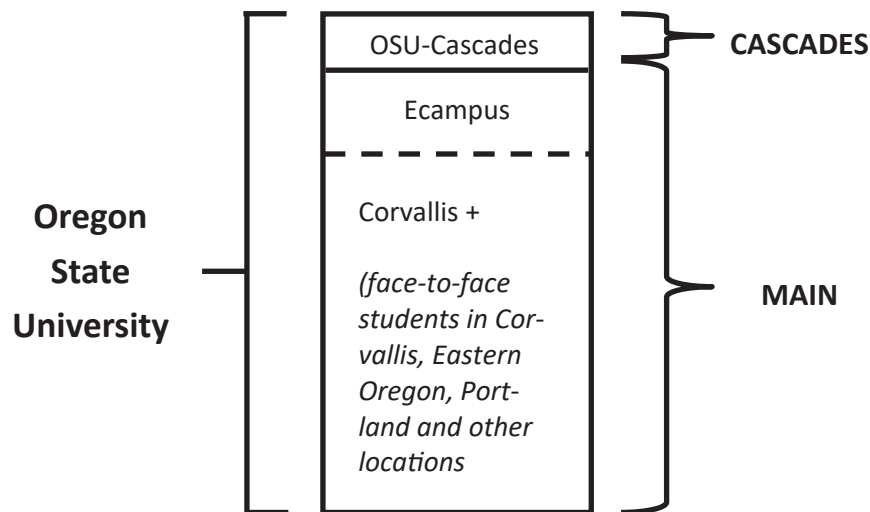 Oregon
State
University
OSU-Cascades
Ecampus
Corvallis +
(face-to-face
students in Cor-
vallis, Eastern
Oregon, Port-
land and other
locations
CASCADES
MAIN